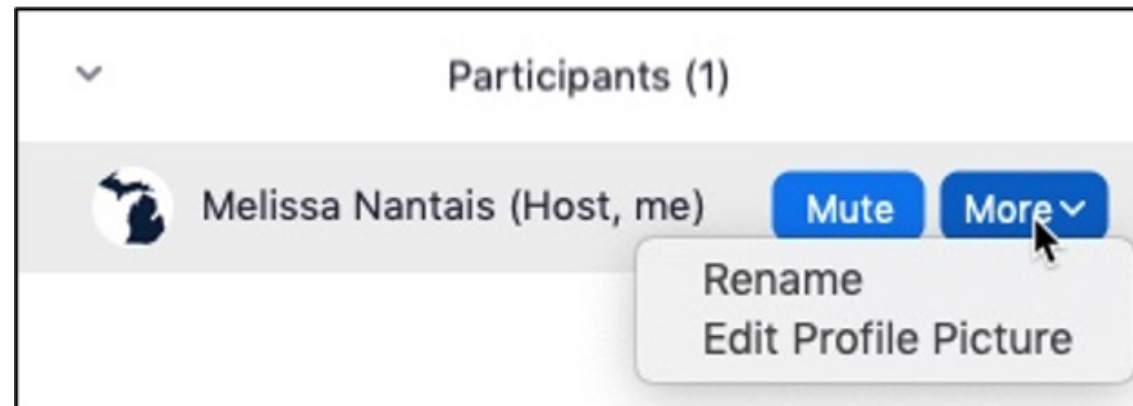 Participants (1)
Melissa Nantais (Host, me) Mute More
Rename
Edit Profile Picture